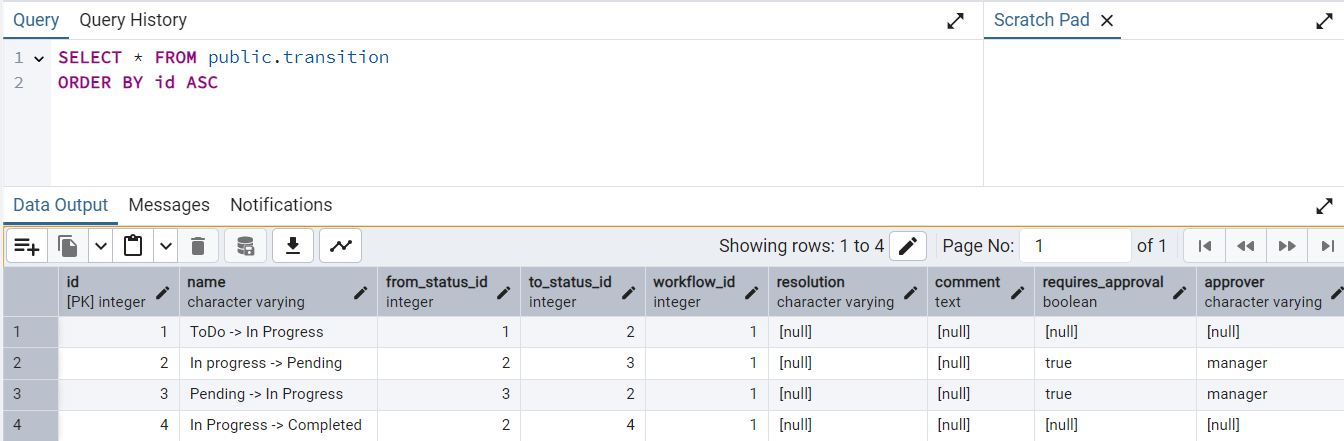 Query Query History Scratch Pad
1 SELECT * FROM public.transition
2 ORDER BY id ASC
Data Output Messages Notifications
Showing rows: 1 to 4 Page No: 1 of 1
id name from_status_id to_status_id workflow_id resolution comment requires_approval approver
[PK] integer character varying integer integer integer character varying text boolean character varying
1 1 ToDo -> In Progress 1 2 1 [null] [null] [null] [null]
2 2 In progress -> Pending 2 3 1 [null] [null] true manager
3 3 Pending -> In Progress 3 2 1 [null] [null] true manager
4 4 In Progress -> Completed 2 4 1 [null] [null] [null] [null]